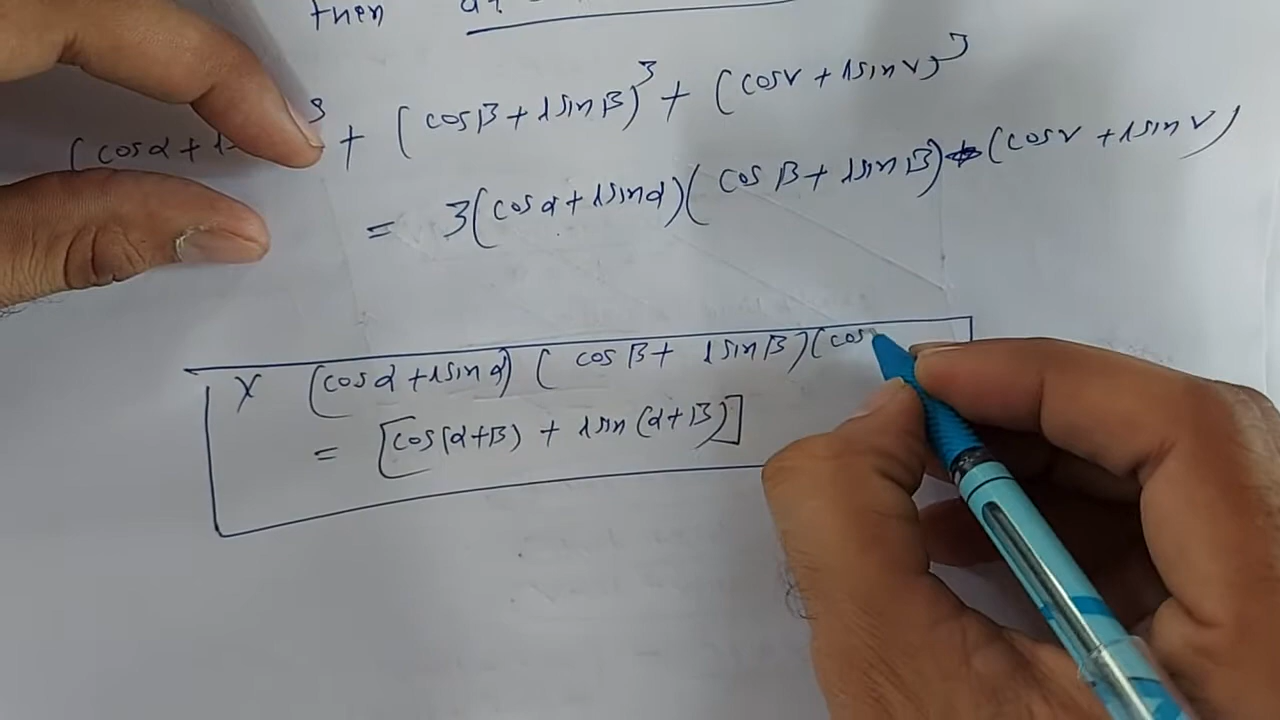 then
(cosα + 3 + (cosβ + isinβ)^3 + (cosγ + isinγ)^3
= 3(cosα + isinα)(cosβ + isinβ) (cosγ + isinγ)
(cosα + isinα) (cosβ + isinβ)(cos
= [cos(α+β) + isin(α+β)]